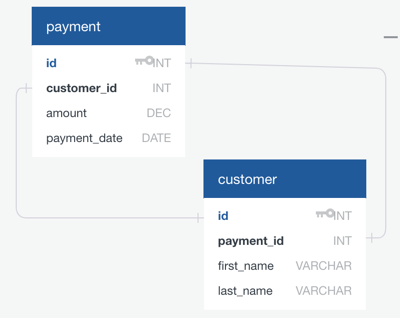 payment
id INT
customer_id INT
amount DEC
payment_date DATE
customer
id INT
payment_id INT
first_name VARCHAR
last_name VARCHAR